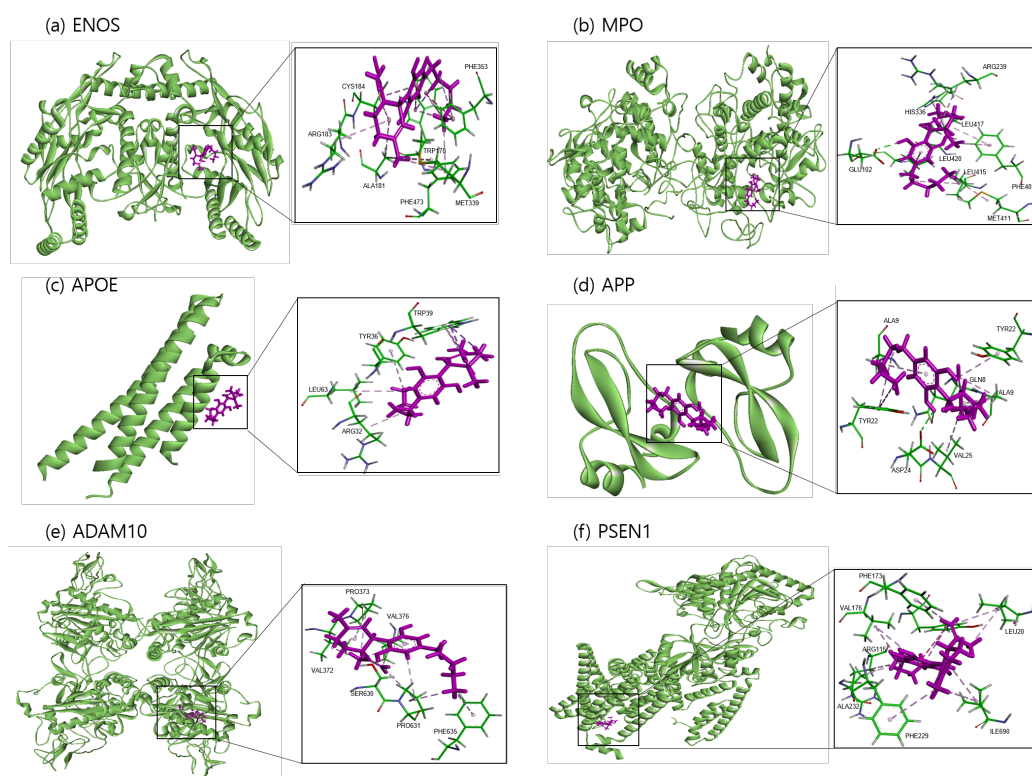 (a) ENOS
PHE353
CYS184
ARG183
TRP178
ALA181
PHE473
MET339
(b) MPO
ARG239
HIS336
LEU417
LEU420
GLU102
LEU415
MET411
(c) APOE
TRP39
TYR36
LEU63
ARG32
(d) APP
ALA9
TYR22
GLN8
ALA9
TYR22
VAL25
ASP24
(e) ADAM10
PRO373
VAL376
VAL372
SER630
PRO631
PHE635
(f) PSEN1
PHE173
VAL176
LEU20
ARG115
ALA232
PHE229
ILE690